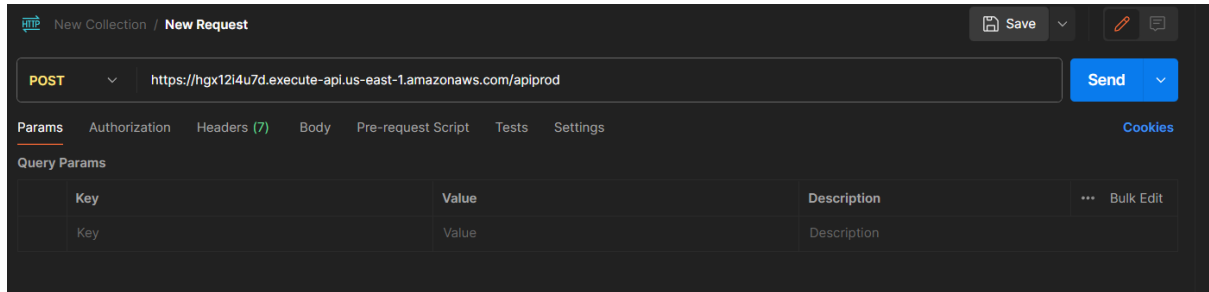 HTTP New Collection / New Request Save
POST https://hgx12i4u7d.execute-api.us-east-1.amazonaws.com/apiprod Send
Params Authorization Headers (7) Body Pre-request Script Tests Settings Cookies
Query Params
Key Value Description ••• Bulk Edit
Key Value Description